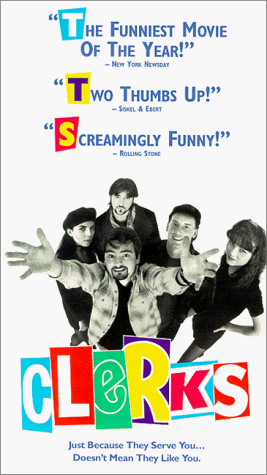 “The Funniest Movie
Of The Year!”
– New York Newsday
“Two Thumbs Up!”
– Siskel & Ebert
“Screamingly Funny!”
– Rolling Stone
CLeRKS
Just Because They Serve You...
Doesn't Mean They Like You.